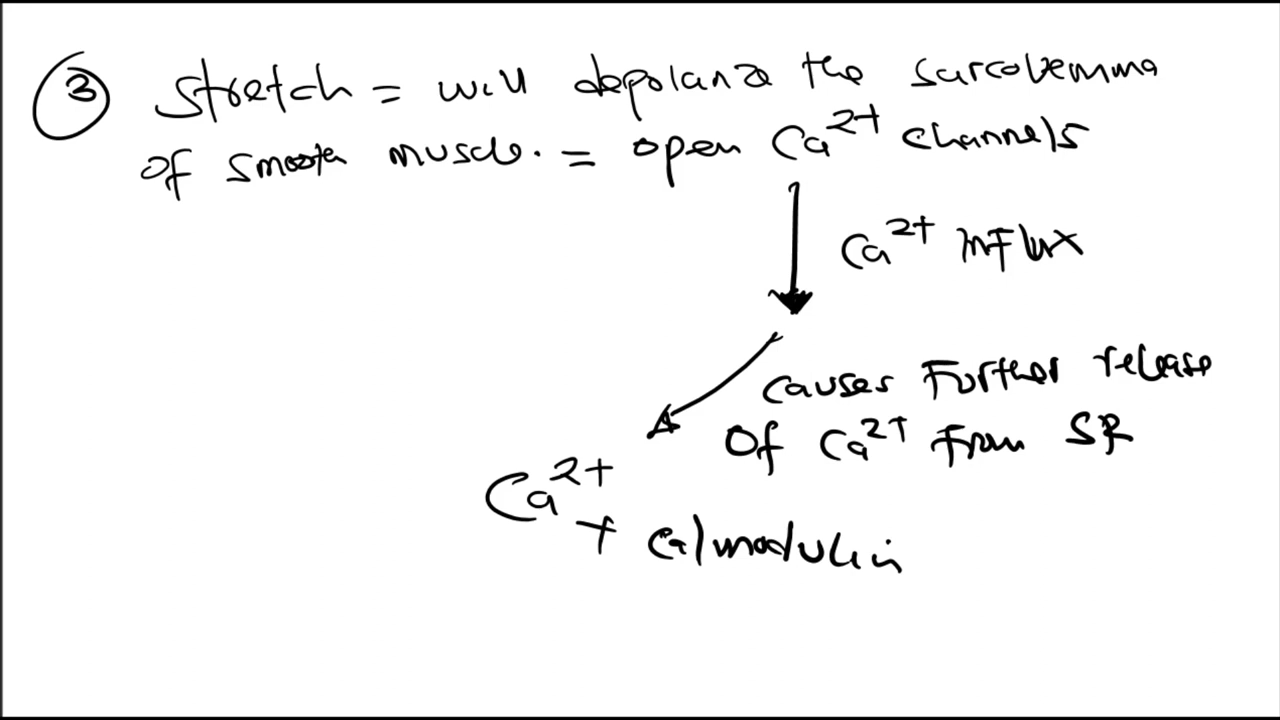 3 Stretch = will depolarize the sarcolemma
of smooth muscle. = open Ca²⁺ channels
Ca²⁺ influx
causes further release
of Ca²⁺ from SR
Ca²⁺
+ calmodulin